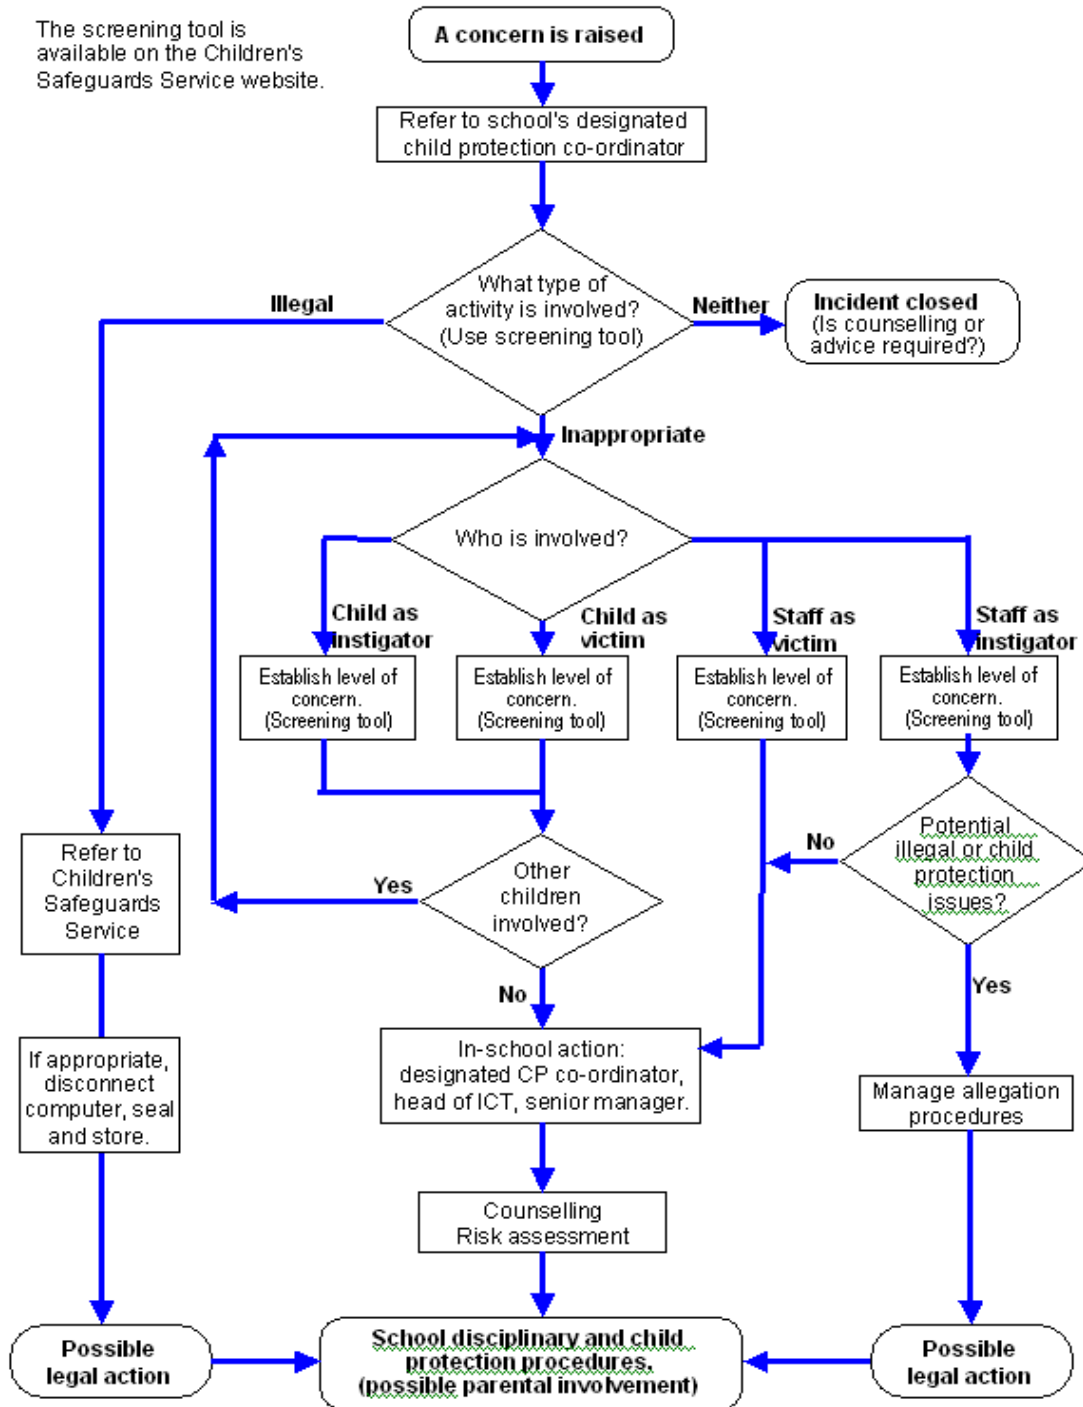 The screening tool is
available on the Children's
Safeguards Service website.
A concern is raised
Refer to school's designated
child protection co-ordinator
What type of
activity is involved?
(Use screening tool)
Illegal
Neither
Incident closed
(Is counselling or
advice required?)
Inappropriate
Who is involved?
Child as
instigator
Child as
victim
Staff as
victim
Staff as
instigator
Establish level of
concern.
(Screening tool)
Establish level of
concern.
(Screening tool)
Establish level of
concern.
(Screening tool)
Establish level of
concern.
(Screening tool)
Refer to
Children's
Safeguards
Service
Yes
Other
children
involved?
No
Potential
illegal or child
protection
issues?
No
Yes
If appropriate,
disconnect
computer, seal
and store.
In-school action:
designated CP co-ordinator,
head of ICT, senior manager.
Manage allegation
procedures
Counselling
Risk assessment
Possible
legal action
School disciplinary and child
protection procedures.
(possible parental involvement)
Possible
legal action